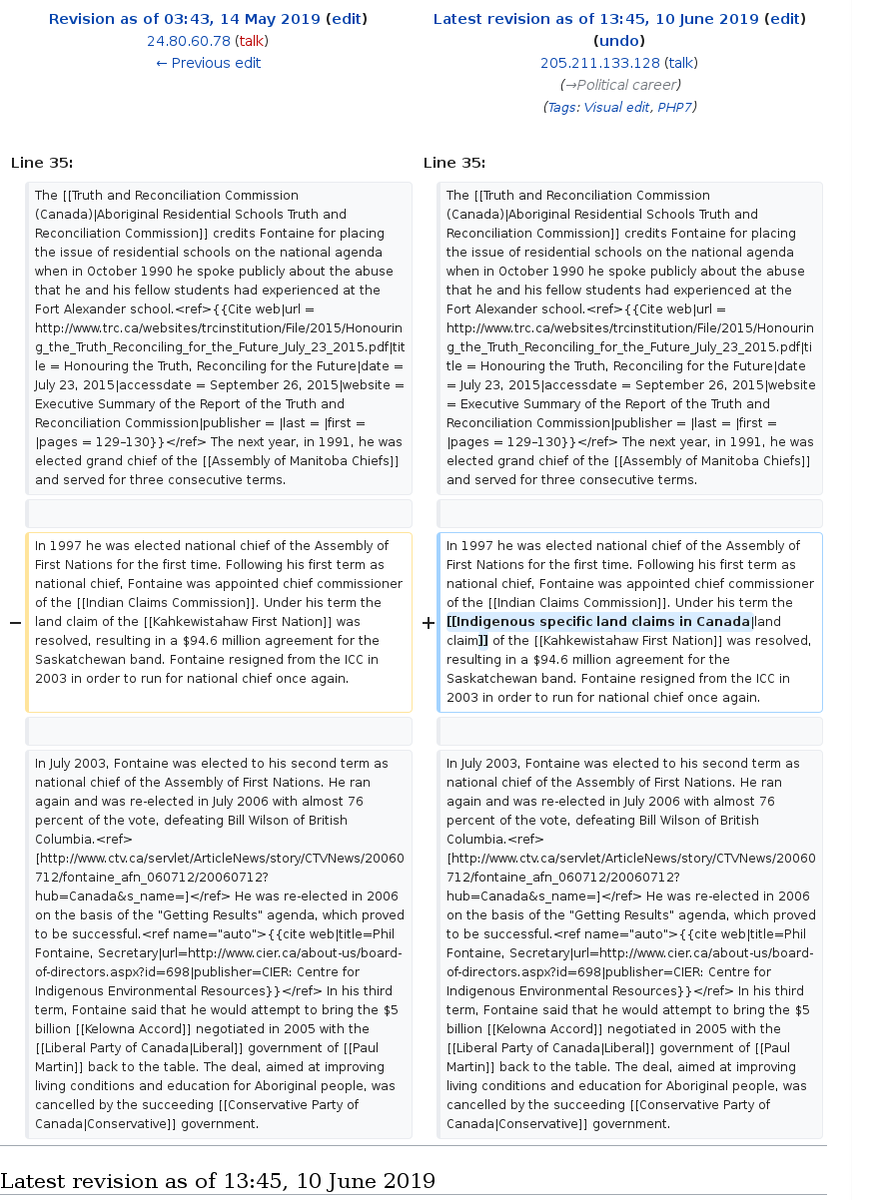 Revision as of 03:43, 14 May 2019 (edit)
24.80.60.78 (talk)
← Previous edit
Latest revision as of 13:45, 10 June 2019 (edit)
(undo)
205.211.133.128 (talk)
(→Political career)
(Tags: Visual edit, PHP7)
Line 35:
Line 35:
The [[Truth and Reconciliation Commission
(Canada)|Aboriginal Residential Schools Truth and
Reconciliation Commission]] credits Fontaine for placing
the issue of residential schools on the national agenda
when in October 1990 he spoke publicly about the abuse
that he and his fellow students had experienced at the
Fort Alexander school.<ref>{{Cite web|url =
http://www.trc.ca/websites/trcinstitution/File/2015/Honourin
g_the_Truth_Reconciling_for_the_Future_July_23_2015.pdf|tit
le = Honouring the Truth, Reconciling for the Future|date =
July 23, 2015|accessdate = September 26, 2015|website =
Executive Summary of the Report of the Truth and
Reconciliation Commission|publisher = |last = |first =
|pages = 129–130}}</ref> The next year, in 1991, he was
elected grand chief of the [[Assembly of Manitoba Chiefs]]
and served for three consecutive terms.
The [[Truth and Reconciliation Commission
(Canada)|Aboriginal Residential Schools Truth and
Reconciliation Commission]] credits Fontaine for placing
the issue of residential schools on the national agenda
when in October 1990 he spoke publicly about the abuse
that he and his fellow students had experienced at the
Fort Alexander school.<ref>{{Cite web|url =
http://www.trc.ca/websites/trcinstitution/File/2015/Honourin
g_the_Truth_Reconciling_for_the_Future_July_23_2015.pdf|ti
tle = Honouring the Truth, Reconciling for the Future|date
= July 23, 2015|accessdate = September 26, 2015|website
= Executive Summary of the Report of the Truth and
Reconciliation Commission|publisher = |last = |first =
|pages = 129–130}}</ref> The next year, in 1991, he was
elected grand chief of the [[Assembly of Manitoba Chiefs]]
and served for three consecutive terms.
−
In 1997 he was elected national chief of the Assembly of
First Nations for the first time. Following his first term as
national chief, Fontaine was appointed chief commissioner
of the [[Indian Claims Commission]]. Under his term the
land claim of the [[Kahkewistahaw First Nation]] was
resolved, resulting in a $94.6 million agreement for the
Saskatchewan band. Fontaine resigned from the ICC in
2003 in order to run for national chief once again.
+
In 1997 he was elected national chief of the Assembly of
First Nations for the first time. Following his first term as
national chief, Fontaine was appointed chief commissioner
of the [[Indian Claims Commission]]. Under his term the
[[Indigenous specific land claims in Canada|land
claim]] of the [[Kahkewistahaw First Nation]] was resolved,
resulting in a $94.6 million agreement for the
Saskatchewan band. Fontaine resigned from the ICC in
2003 in order to run for national chief once again.
In July 2003, Fontaine was elected to his second term as
national chief of the Assembly of First Nations. He ran
again and was re-elected in July 2006 with almost 76
percent of the vote, defeating Bill Wilson of British
Columbia.<ref>
[http://www.ctv.ca/servlet/ArticleNews/story/CTVNews/20060
712/fontaine_afn_060712/20060712?
hub=Canada&s_name=]</ref> He was re-elected in 2006
on the basis of the "Getting Results" agenda, which proved
to be successful.<ref name="auto">{{cite web|title=Phil
Fontaine, Secretary|url=http://www.cier.ca/about-us/board-
of-directors.aspx?id=698|publisher=CIER: Centre for
Indigenous Environmental Resources}}</ref> In his third
term, Fontaine said that he would attempt to bring the $5
billion [[Kelowna Accord]] negotiated in 2005 with the
[[Liberal Party of Canada|Liberal]] government of [[Paul
Martin]] back to the table. The deal, aimed at improving
living conditions and education for Aboriginal people, was
cancelled by the succeeding [[Conservative Party of
Canada|Conservative]] government.
In July 2003, Fontaine was elected to his second term as
national chief of the Assembly of First Nations. He ran
again and was re-elected in July 2006 with almost 76
percent of the vote, defeating Bill Wilson of British
Columbia.<ref>
[http://www.ctv.ca/servlet/ArticleNews/story/CTVNews/20060
712/fontaine_afn_060712/20060712?
hub=Canada&s_name=]</ref> He was re-elected in 2006
on the basis of the "Getting Results" agenda, which proved
to be successful.<ref name="auto">{{cite web|title=Phil
Fontaine, Secretary|url=http://www.cier.ca/about-us/board-
of-directors.aspx?id=698|publisher=CIER: Centre for
Indigenous Environmental Resources}}</ref> In his third
term, Fontaine said that he would attempt to bring the $5
billion [[Kelowna Accord]] negotiated in 2005 with the
[[Liberal Party of Canada|Liberal]] government of [[Paul
Martin]] back to the table. The deal, aimed at improving
living conditions and education for Aboriginal people, was
cancelled by the succeeding [[Conservative Party of
Canada|Conservative]] government.
Latest revision as of 13:45, 10 June 2019